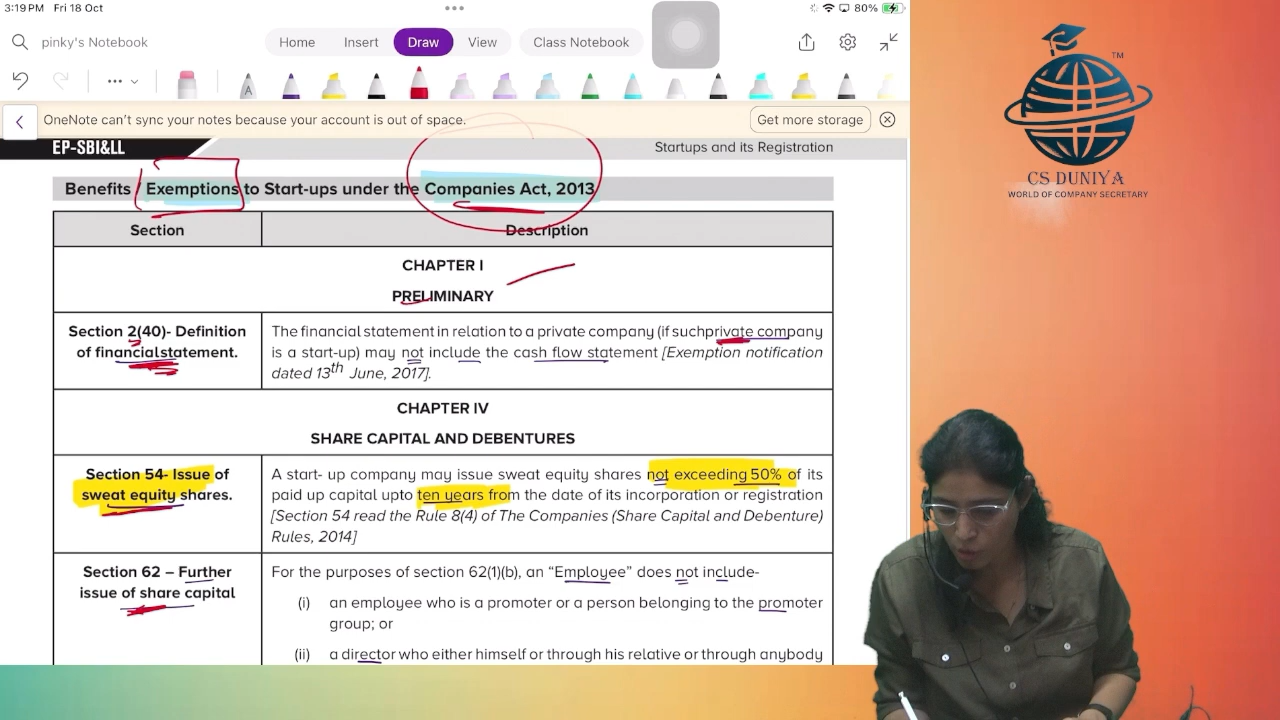 3:19PM Fri 18 Oct
80%
pinky's Notebook
Home
Insert
Draw
View
Class Notebook
A
OneNote can't sync your notes because your account is out of space.
Get more storage
EP-SBI&LL
Startups and its Registration
Benefits / Exemptions to Start-ups under the Companies Act, 2013
Section
Description
CHAPTER I
PRELIMINARY
Section 2(40)- Definition
of financialstatement.
The financial statement in relation to a private company (if suchprivate company
is a start-up) may not include the cash flow statement [Exemption notification
dated 13th June, 2017].
CHAPTER IV
SHARE CAPITAL AND DEBENTURES
Section 54- Issue of
sweat equity shares.
A start- up company may issue sweat equity shares not exceeding 50% of its
paid up capital upto ten years from the date of its incorporation or registration
[Section 54 read the Rule 8(4) of The Companies (Share Capital and Debenture)
Rules, 2014]
Section 62 – Further
issue of share capital
For the purposes of section 62(1)(b), an “Employee” does not include-
(i) an employee who is a promoter or a person belonging to the promoter
group; or
(ii) a director who either himself or through his relative or through anybody
TM
CS DUNIYA
WORLD OF COMPANY SECRETARY